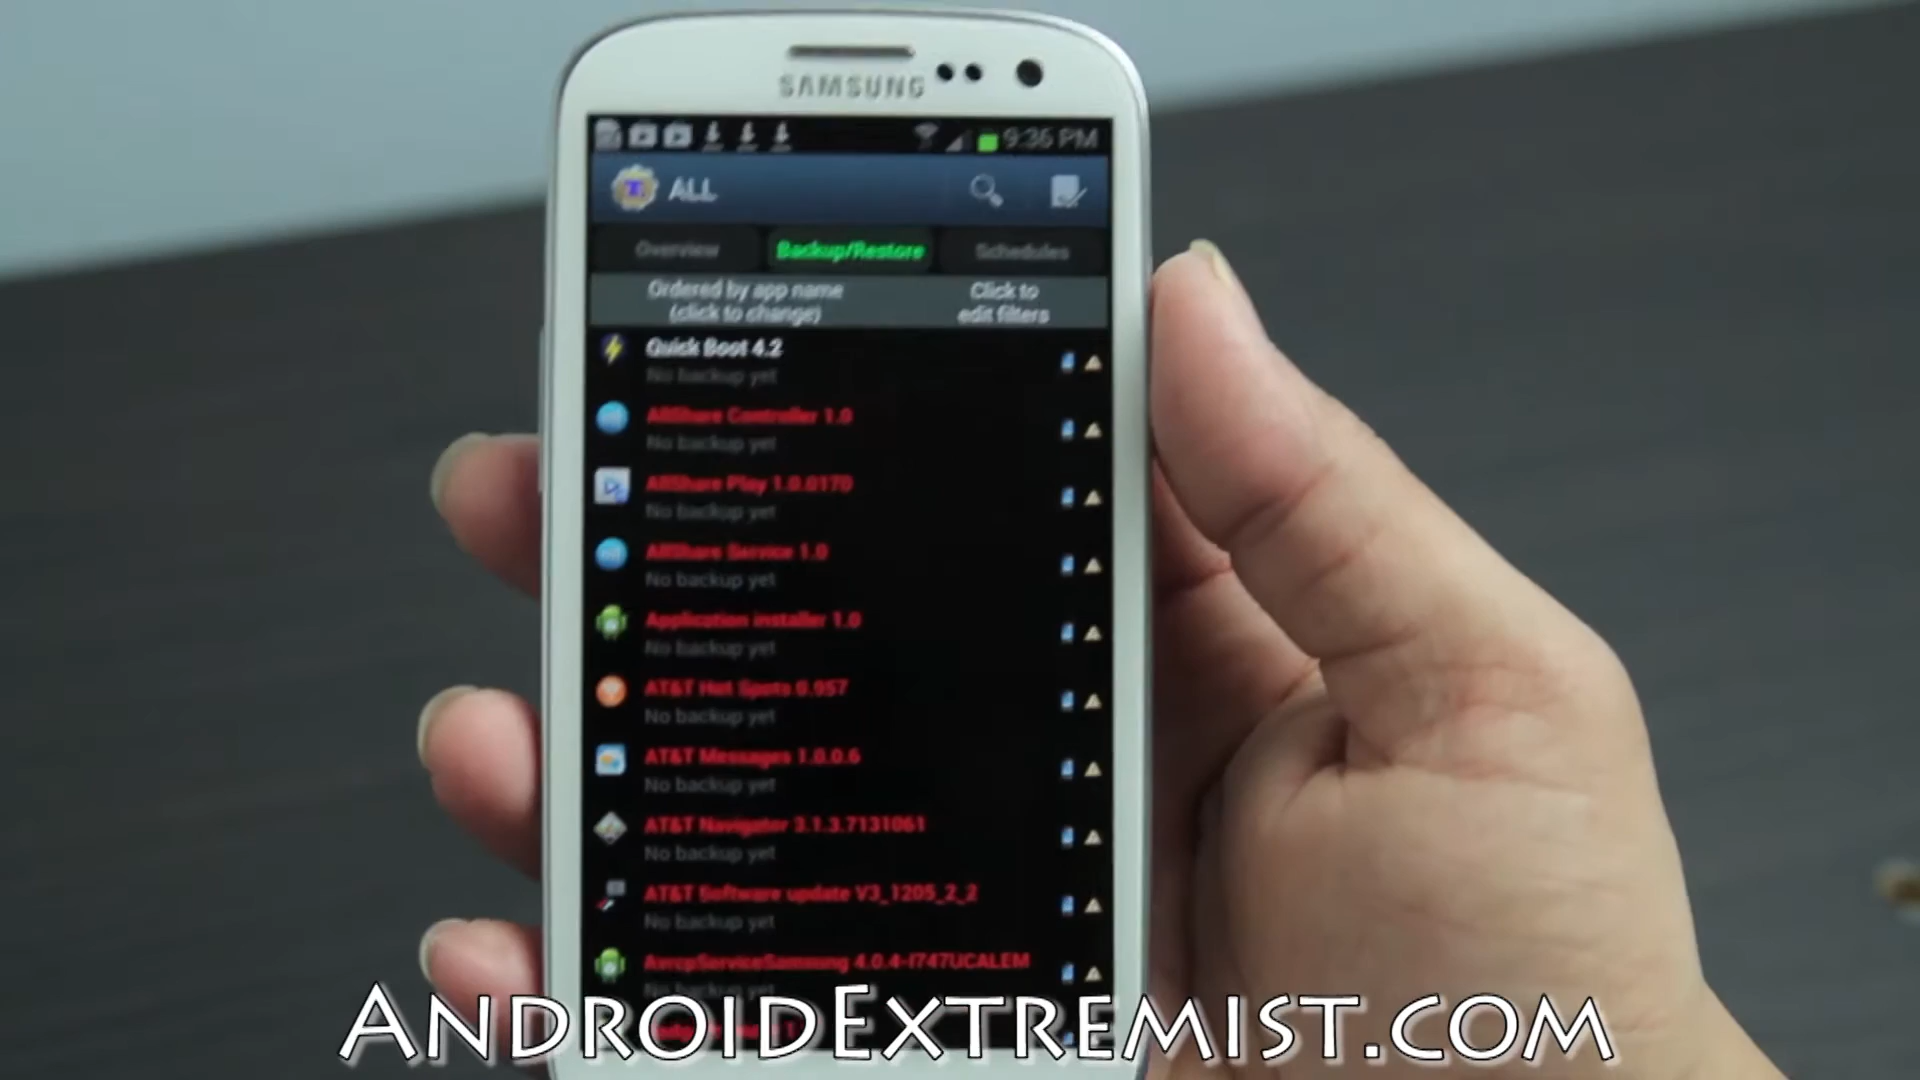 SAMSUNG
9:36 PM
ALL
Overview Backup/Restore Schedules
Ordered by app name
(click to change)
Click to
edit filters
Quick Boot 4.2
No backup yet
AllShare Controller 1.0
No backup yet
AllShare Play 1.0.0170
No backup yet
AllShare Service 1.0
No backup yet
Application installer 1.0
No backup yet
AT&T Hot Spots 0.957
No backup yet
AT&T Messages 1.0.0.6
No backup yet
AT&T Navigator 3.1.3.7131061
No backup yet
AT&T Software update V3_1205_2_2
No backup yet
AvrcpServiceSamsung 4.0.4-I747UCALEM
No backup yet
AndroidExtremist.com